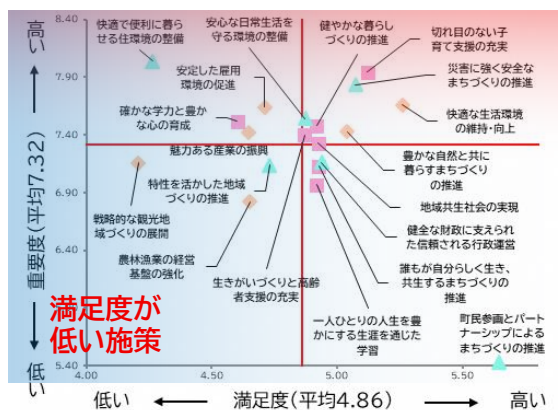 高い
重要度(平均7.32)
低い
8.40
7.90
7.40
6.90
6.40
5.40
快適で便利に暮ら
せる住環境の整備
安心な日常生活を
守る環境の整備
健やかな暮らし
づくりの推進
切れ目のない子
育て支援の充実
安定した雇用
環境の促進
災害に強く安全な
まちづくりの推進
確かな学力と豊か
な心の育成
快適な生活環境
の維持・向上
魅力ある産業の振興
豊かな自然と共に
暮らすまちづくり
の推進
特性を活かした地域
づくりの推進
地域共生社会の実現
戦略的な観光地
域づくりの展開
健全な財政に支えられ
た信頼される行政運営
農林漁業の経営
基盤の強化
生きがいづくりと高齢
者支援の充実
誰もが自分らしく生き、
共生するまちづくりの
推進
満足度が
低い施策
一人ひとりの人生を豊
かにする生涯を通じた
学習
町民参画とパート
ナーシップによる
まちづくりの推進
4.00
4.50
5.00
5.50
低い
満足度(平均4.86)
高い